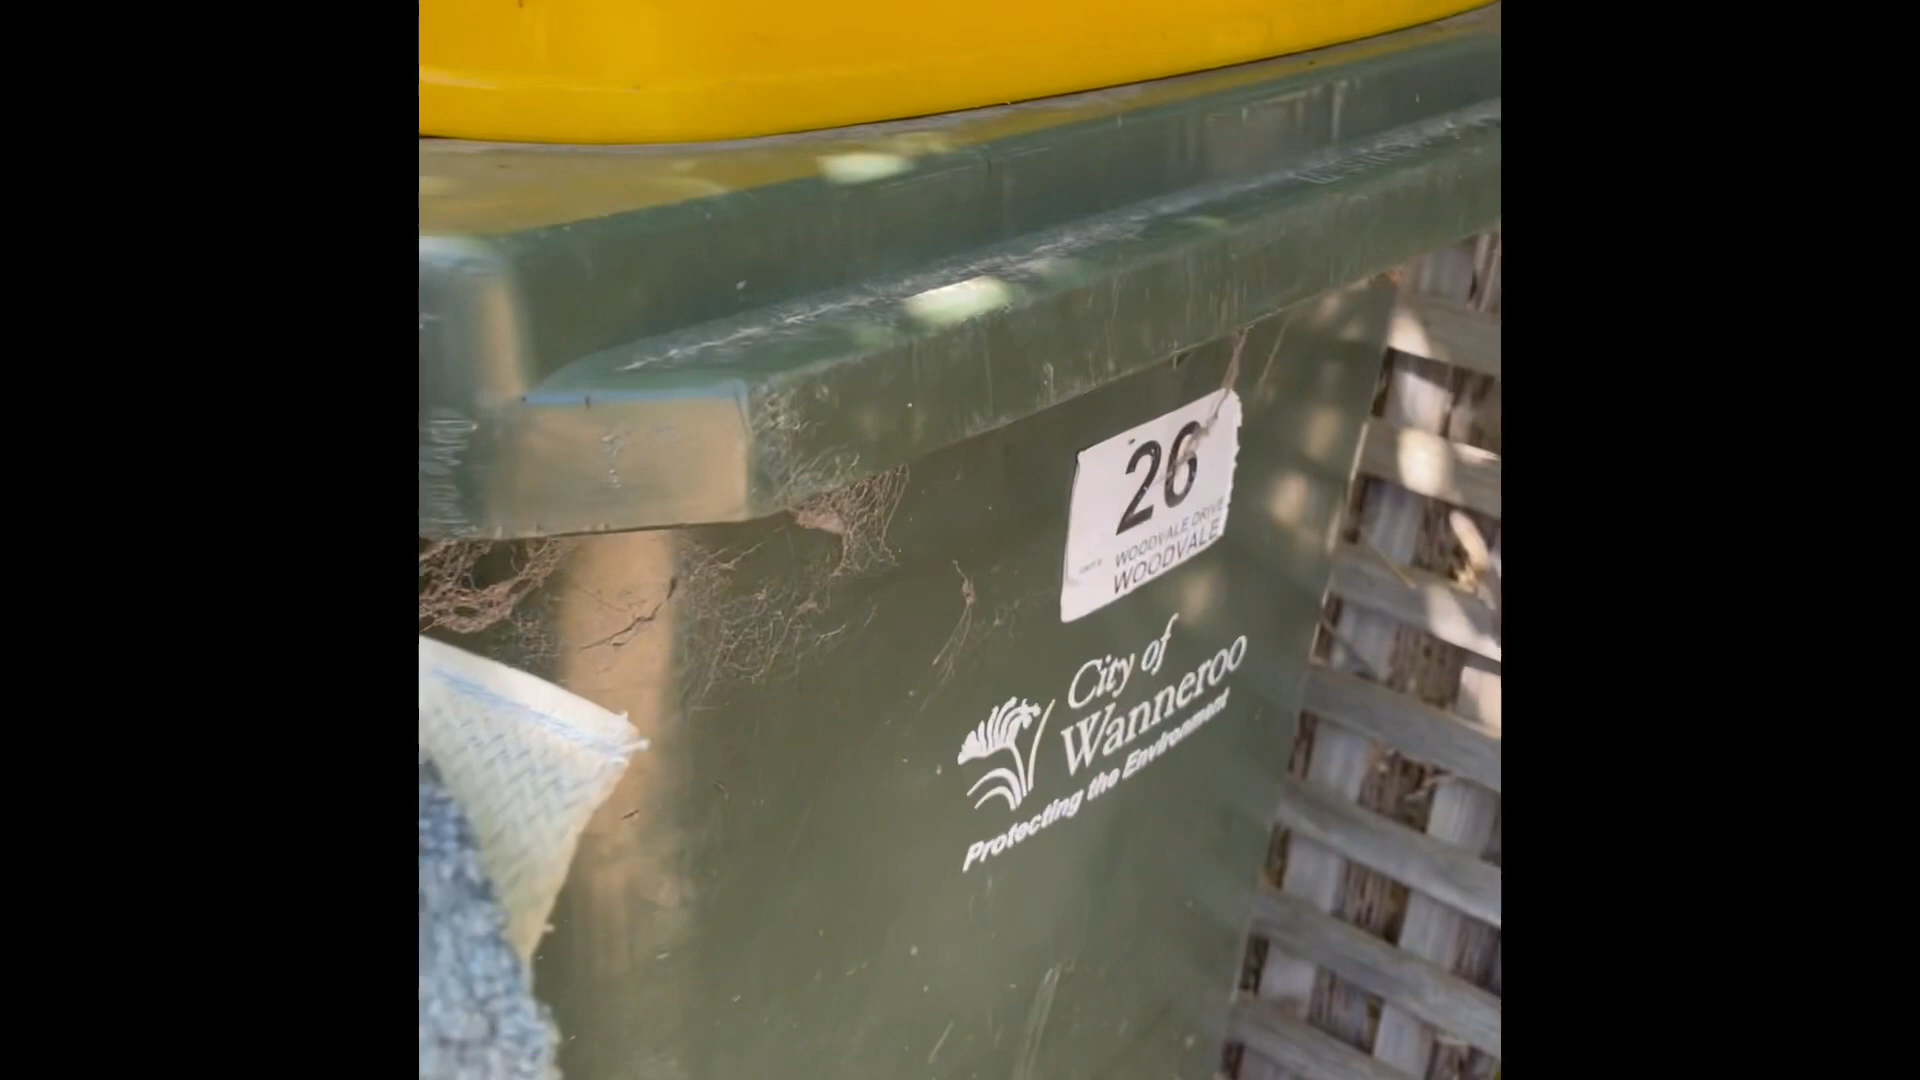 26
WOODVALE DRIVE
WOODVALE
City of
Wanneroo
Protecting the Environment